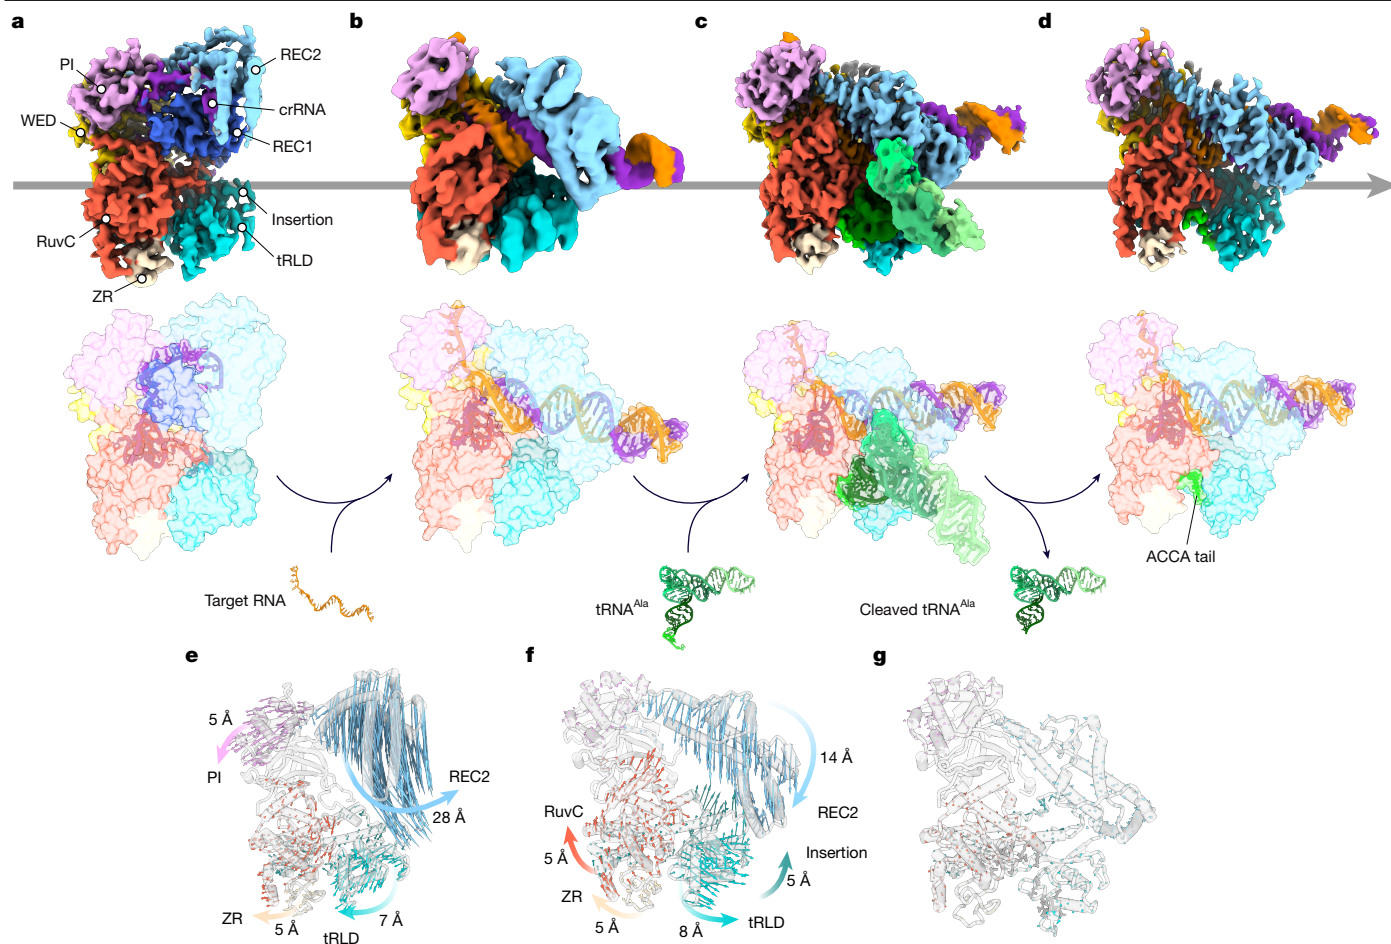 a
b
c
d
PI
REC2
crRNA
WED
REC1
Insertion
RuvC
tRLD
ZR
ACCA tail
Target RNA
tRNA^Ala
Cleaved tRNA^Ala
e
f
g
5 Å
PI
REC2
28 Å
ZR
5 Å
tRLD
7 Å
14 Å
REC2
RuvC
5 Å
Insertion
5 Å
ZR
5 Å
8 Å
tRLD